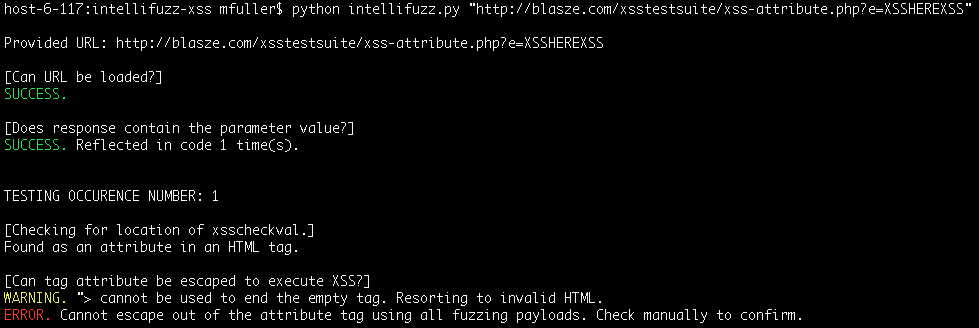 host-6-117:intellifuzz-xss mfuller$ python intellifuzz.py "http://blasze.com/xsstestsuite/xss-attribute.php?e=XSSHEREXSS"
Provided URL: http://blasze.com/xsstestsuite/xss-attribute.php?e=XSSHEREXSS
[Can URL be loaded?]
SUCCESS.
[Does response contain the parameter value?]
SUCCESS. Reflected in code 1 time(s).
TESTING OCCURENCE NUMBER: 1
[Checking for location of xsscheckval.]
Found as an attribute in an HTML tag.
[Can tag attribute be escaped to execute XSS?]
WARNING. "> cannot be used to end the empty tag. Resorting to invalid HTML.
ERROR. Cannot escape out of the attribute tag using all fuzzing payloads. Check manually to confirm.